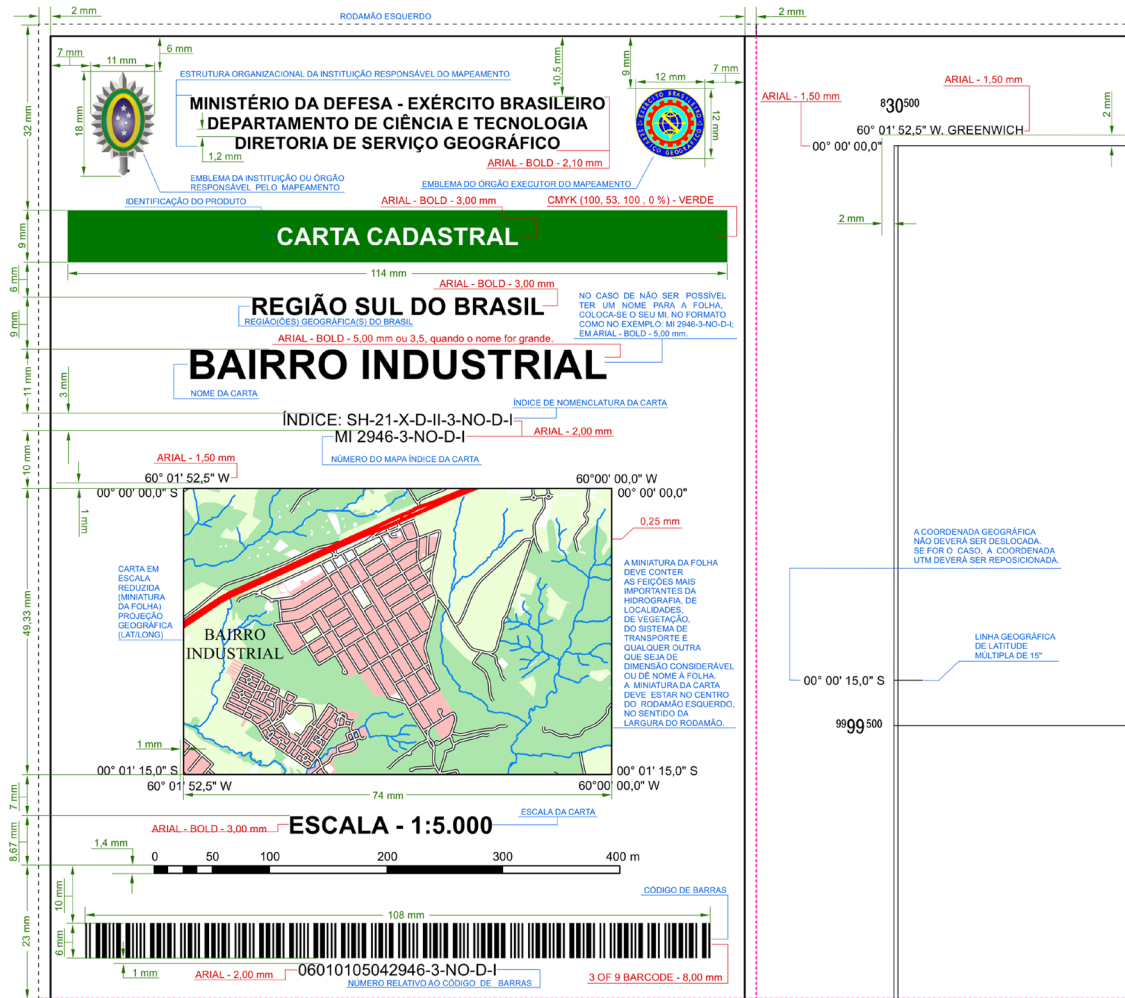 2 mm
RODAMÃO ESQUERDO
2 mm
7 mm
11 mm
6 mm
32 mm
18 mm
ESTRUTURA ORGANIZACIONAL DA INSTITUIÇÃO RESPONSÁVEL DO MAPEAMENTO
10,5 mm
9 mm
12 mm
7 mm
12 mm
MINISTÉRIO DA DEFESA - EXÉRCITO BRASILEIRO
DEPARTAMENTO DE CIÊNCIA E TECNOLOGIA
DIRETORIA DE SERVIÇO GEOGRÁFICO
1,2 mm
ARIAL - BOLD - 2,10 mm
EMBLEMA DA INSTITUIÇÃO OU ÓRGÃO
RESPONSÁVEL PELO MAPEAMENTO
EMBLEMA DO ÓRGÃO EXECUTOR DO MAPEAMENTO
IDENTIFICAÇÃO DO PRODUTO
ARIAL - BOLD - 3,00 mm
CMYK (100, 53, 100 , 0 %) - VERDE
9 mm
CARTA CADASTRAL
114 mm
6 mm
ARIAL - BOLD - 3,00 mm
REGIÃO SUL DO BRASIL
REGIÃO(ÕES) GEOGRÁFICA(S) DO BRASIL
NO CASO DE NÃO SER POSSÍVEL
TER UM NOME PARA A FOLHA,
COLOCA-SE O SEU MI. NO FORMATO
COMO NO EXEMPLO: MI 2946-3-NO-D-I;
EM ARIAL - BOLD - 5,00 mm.
9 mm
ARIAL - BOLD - 5,00 mm ou 3,5, quando o nome for grande.
BAIRRO INDUSTRIAL
NOME DA CARTA
11 mm
3 mm
ÍNDICE DE NOMENCLATURA DA CARTA
ÍNDICE: SH-21-X-D-II-3-NO-D-I
MI 2946-3-NO-D-I
ARIAL - 2,00 mm
NÚMERO DO MAPA ÍNDICE DA CARTA
10 mm
ARIAL - 1,50 mm
60° 01' 52,5" W
60°00' 00,0" W
00° 00' 00,0" S
00° 00' 00,0"
1 mm
0,25 mm
49,33 mm
CARTA EM
ESCALA
REDUZIDA
(MINIATURA
DA FOLHA)
PROJEÇÃO
GEOGRÁFICA
(LAT/LONG)
BAIRRO
INDUSTRIAL
A MINIATURA DA FOLHA
DEVE CONTER
AS FEIÇÕES MAIS
IMPORTANTES DA
HIDROGRAFIA, DE
LOCALIDADES,
DE VEGETAÇÃO,
DO SISTEMA DE
TRANSPORTE E
QUALQUER OUTRA
QUE SEJA DE
DIMENSÃO CONSIDERÁVEL
OU DÊ NOME À FOLHA.
A MINIATURA DA CARTA
DEVE ESTAR NO CENTRO
DO RODAMÃO ESQUERDO,
NO SENTIDO DA
LARGURA DO RODAMÃO.
1 mm
00° 01' 15,0" S
00° 01' 15,0" S
60° 01' 52,5" W
60°00' 00,0" W
74 mm
7 mm
ESCALA DA CARTA
ARIAL - BOLD - 3,00 mm
ESCALA - 1:5.000
8,67 mm
1,4 mm
0 50 100 200 300 400 m
10 mm
CÓDIGO DE BARRAS
108 mm
23 mm
6 mm
1 mm
ARIAL - 2,00 mm
06010105042946-3-NO-D-I
NÚMERO RELATIVO AO CÓDIGO DE BARRAS
3 OF 9 BARCODE - 8,00 mm
ARIAL - 1,50 mm
ARIAL - 1,50 mm
830500
60° 01' 52,5" W. GREENWICH
00° 00' 00,0"
2 mm
2 mm
A COORDENADA GEOGRÁFICA
NÃO DEVERÁ SER DESLOCADA.
SE FOR O CASO, A COORDENADA
UTM DEVERÁ SER REPOSICIONADA.
LINHA GEOGRÁFICA
DE LATITUDE
MÚLTIPLA DE 15"
00° 00' 15,0" S
9999500